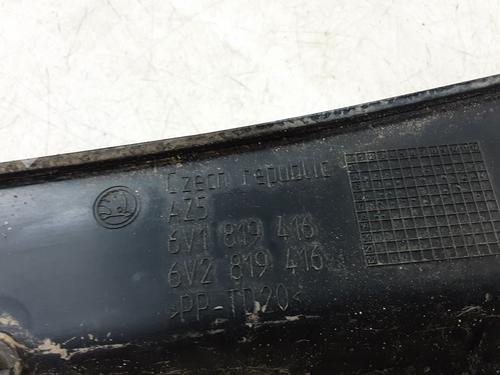 Czech republic
AZ5
6V1 819 416
6V2 819 416
>PP-TD20<